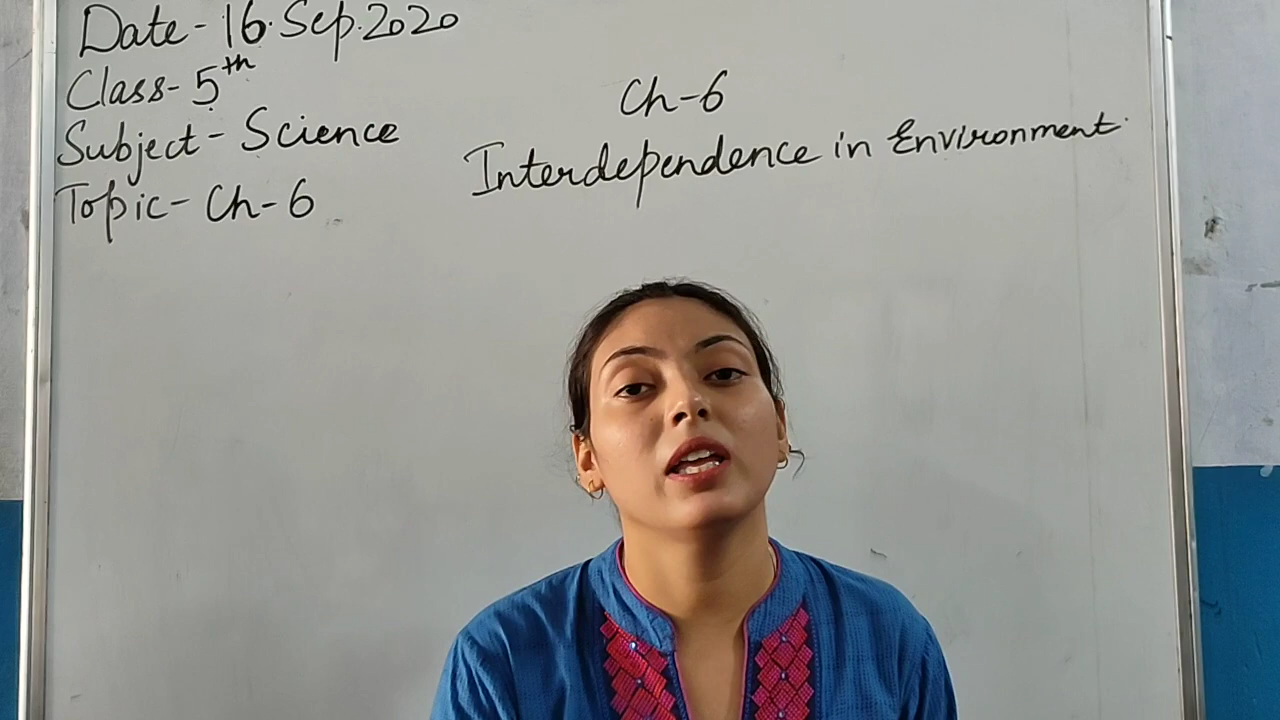 Date - 16.Sep.2020
Class- 5th
Subject - Science
Topic - Ch-6
Ch-6
Interdependence in Environment.